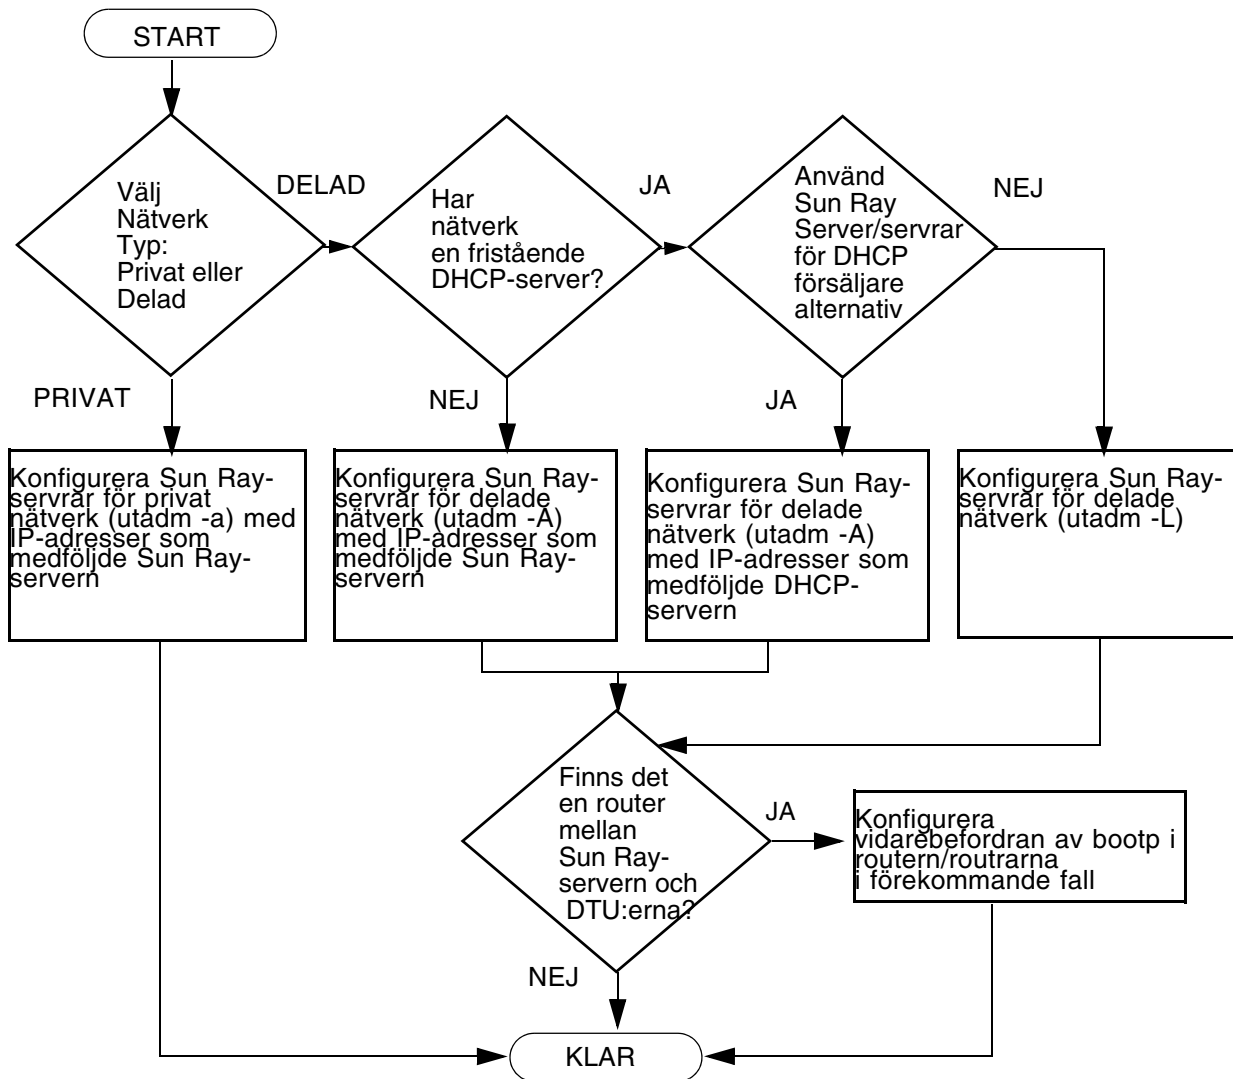 START
Välj
Nätverk
Typ:
Privat eller
Delad
DELAD
Har
nätverk
en fristående
DHCP-server?
JA
Använd
Sun Ray
Server/servrar
för DHCP
försäljare
alternativ
NEJ
PRIVAT
NEJ
JA
Konfigurera Sun Ray-
servrar för privat
nätverk (utadm -a) med
IP-adresser som
medföljde Sun Ray-
servern
Konfigurera Sun Ray-
servrar för delade
nätverk (utadm -A)
med IP-adresser som
medföljde Sun Ray-
servern
Konfigurera Sun Ray-
servrar för delade
nätverk (utadm -A)
med IP-adresser som
medföljde DHCP-
servern
Konfigurera Sun Ray-
servrar för delade
nätverk (utadm -L)
Finns det
en router
mellan
Sun Ray-
servern och
DTU:erna?
JA
Konfigurera
vidarebefordran av bootp i
routern/routrarna
i förekommande fall
NEJ
KLAR